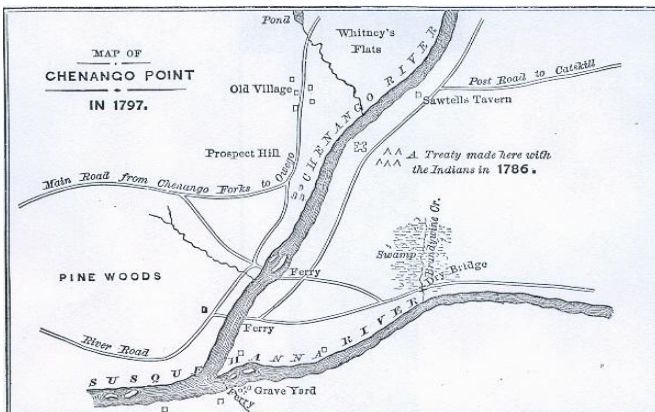 MAP OF
CHENANGO POINT
IN 1797.
Pond
Whitney's
Flats
Old Village
CHENANGO RIVER
Post Road to Catskill
Sawtells Tavern
Prospect Hill
A. Treaty made here with
the Indians in 1786.
Main Road from Chenango Forks to Owego
Swamp
Brandywine Cr.
Dry Bridge
PINE WOODS
Ferry
Ferry
River Road
SUSQUEHANNA RIVER
Ferry
Grave Yard